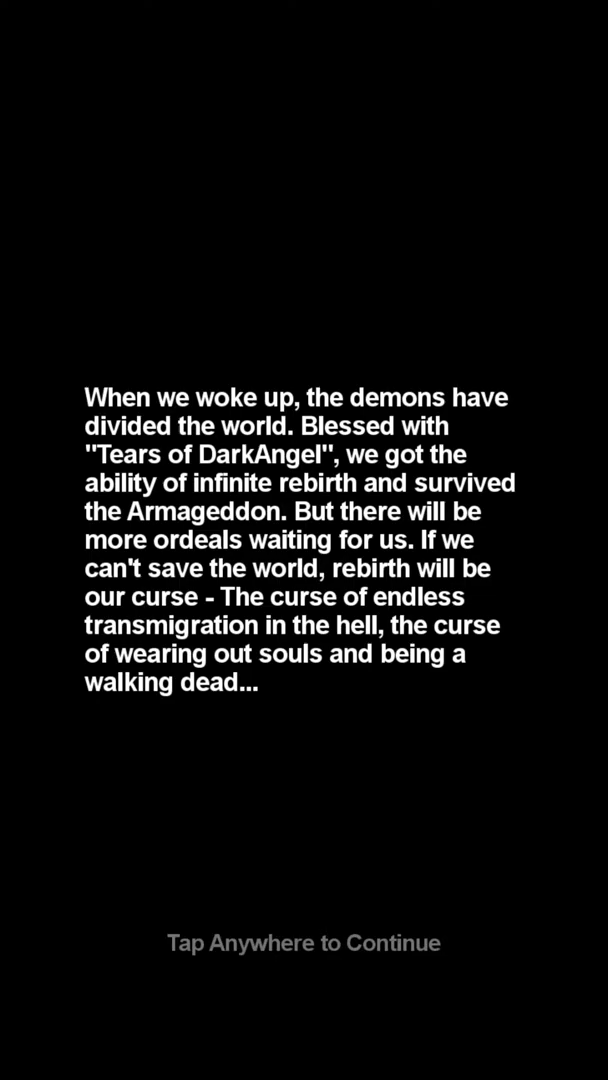 When we woke up, the demons have
divided the world. Blessed with
"Tears of DarkAngel", we got the
ability of infinite rebirth and survived
the Armageddon. But there will be
more ordeals waiting for us. If we
can't save the world, rebirth will be
our curse - The curse of endless
transmigration in the hell, the curse
of wearing out souls and being a
walking dead...
Tap Anywhere to Continue